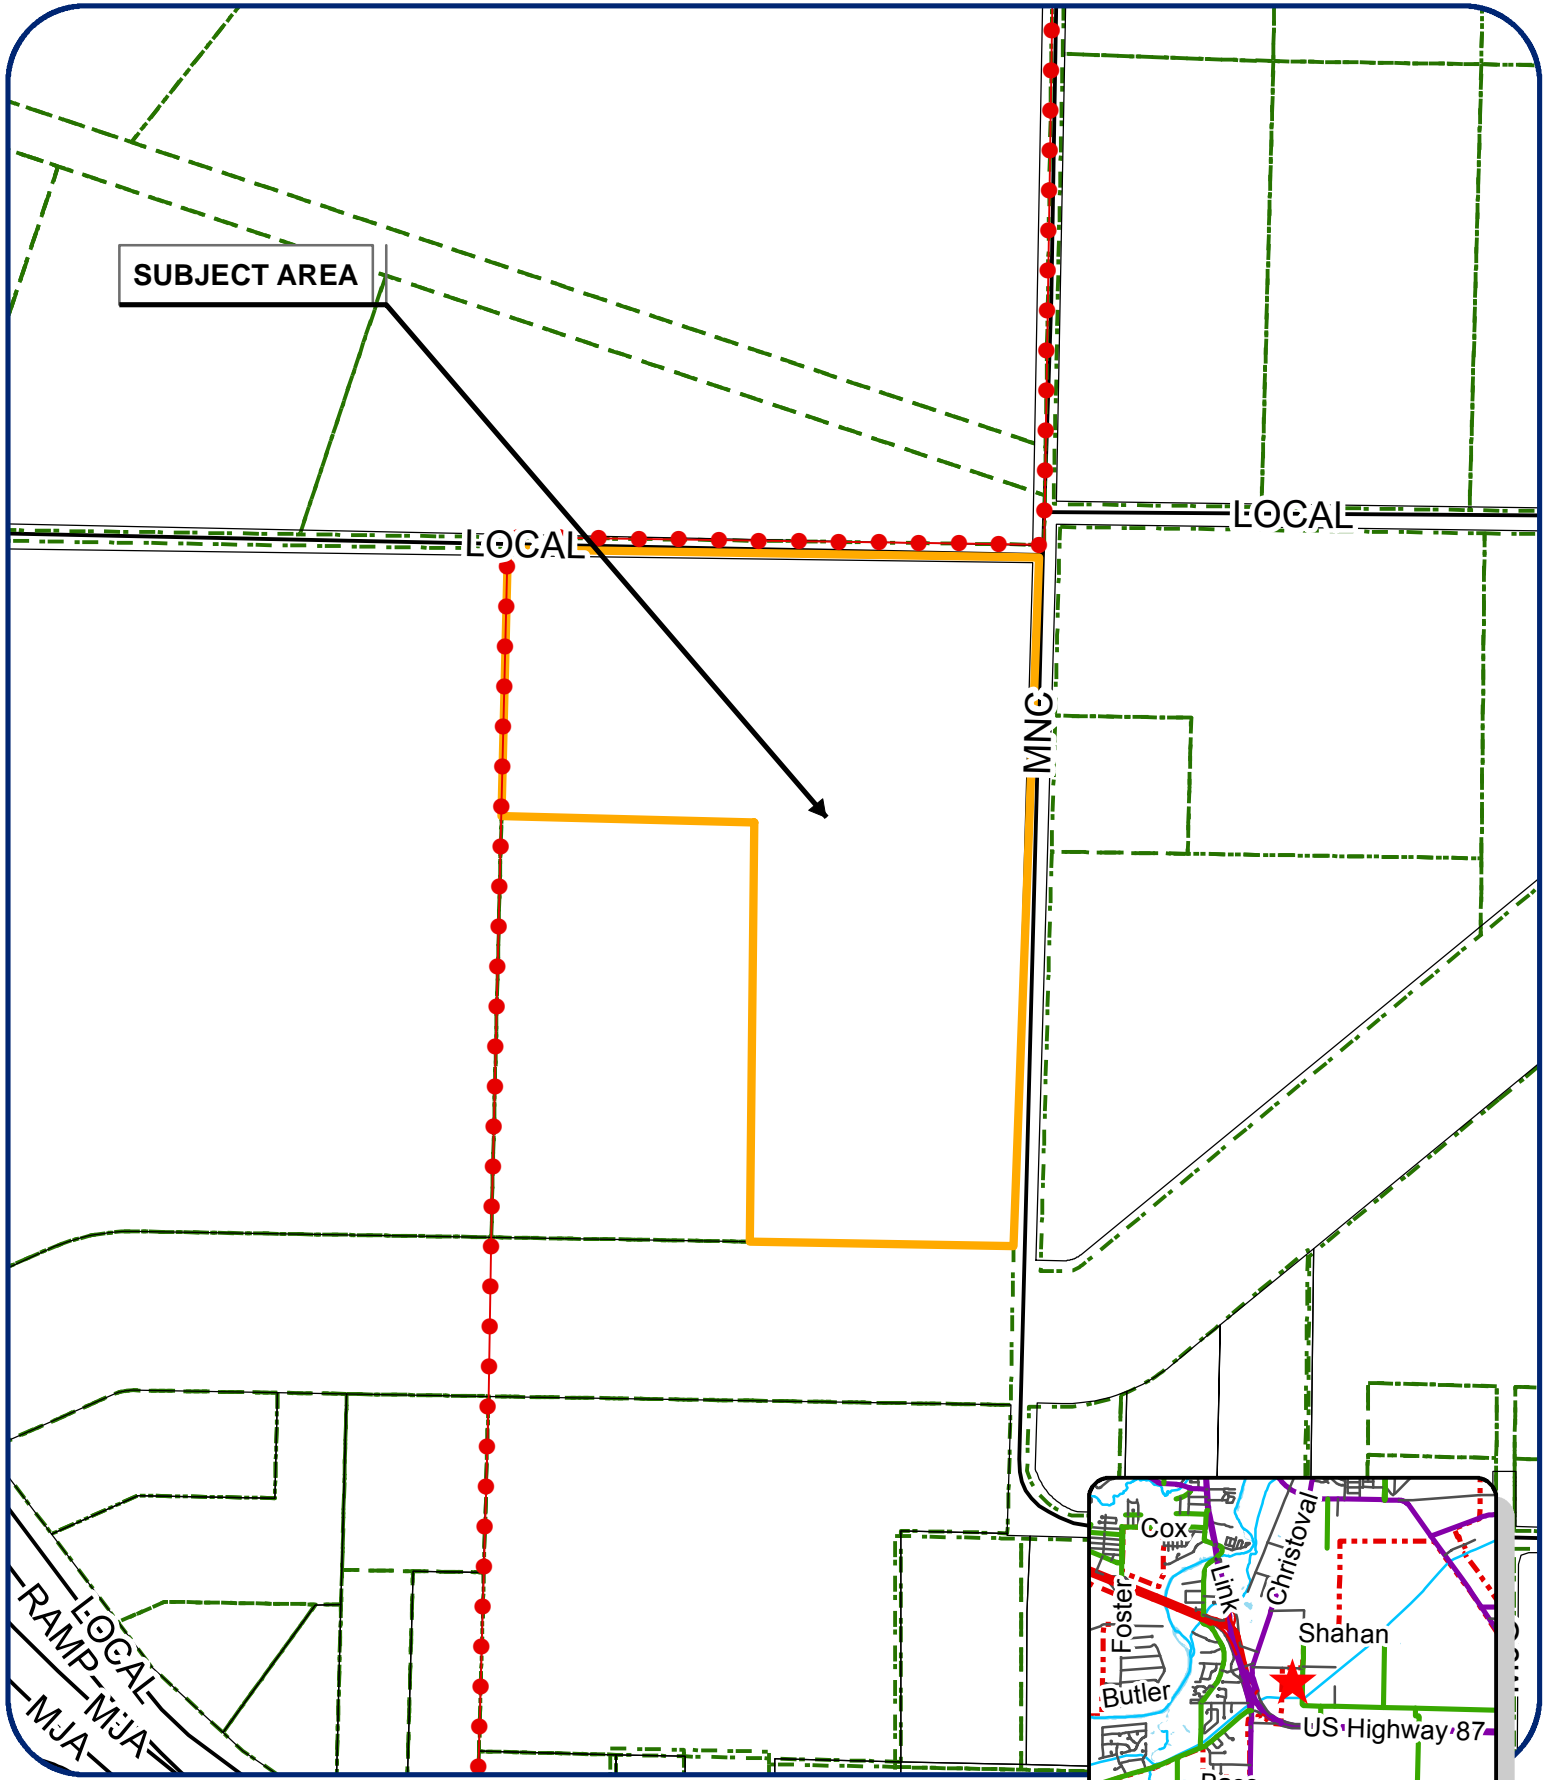 SUBJECT AREA
LOCAL
LOCAL
MNC
LOCAL
RAMP
MJA
MJA
Cox
Christoval
Link
Foster
Shahan
Butler
US Highway 87